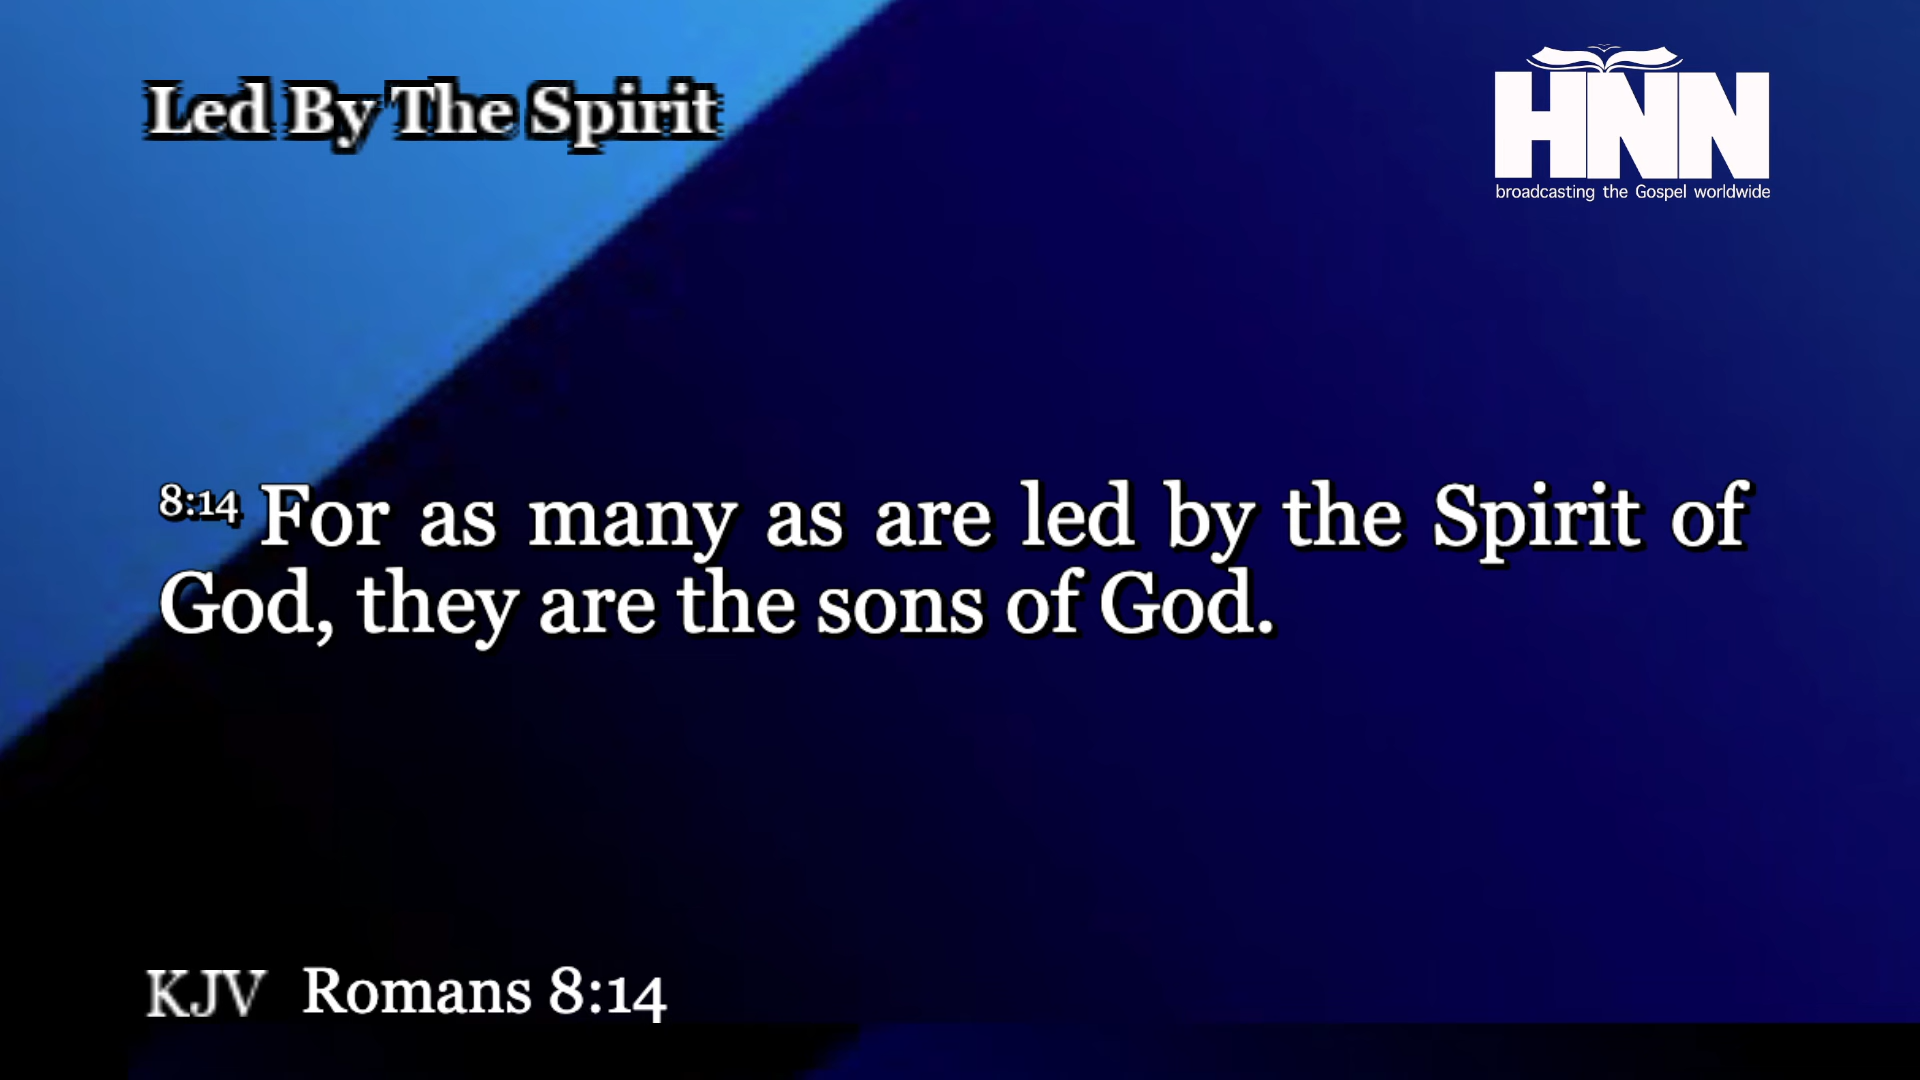 Led By The Spirit
HNN
broadcasting the Gospel worldwide
8:14 For as many as are led by the Spirit of
God, they are the sons of God.
KJV Romans 8:14